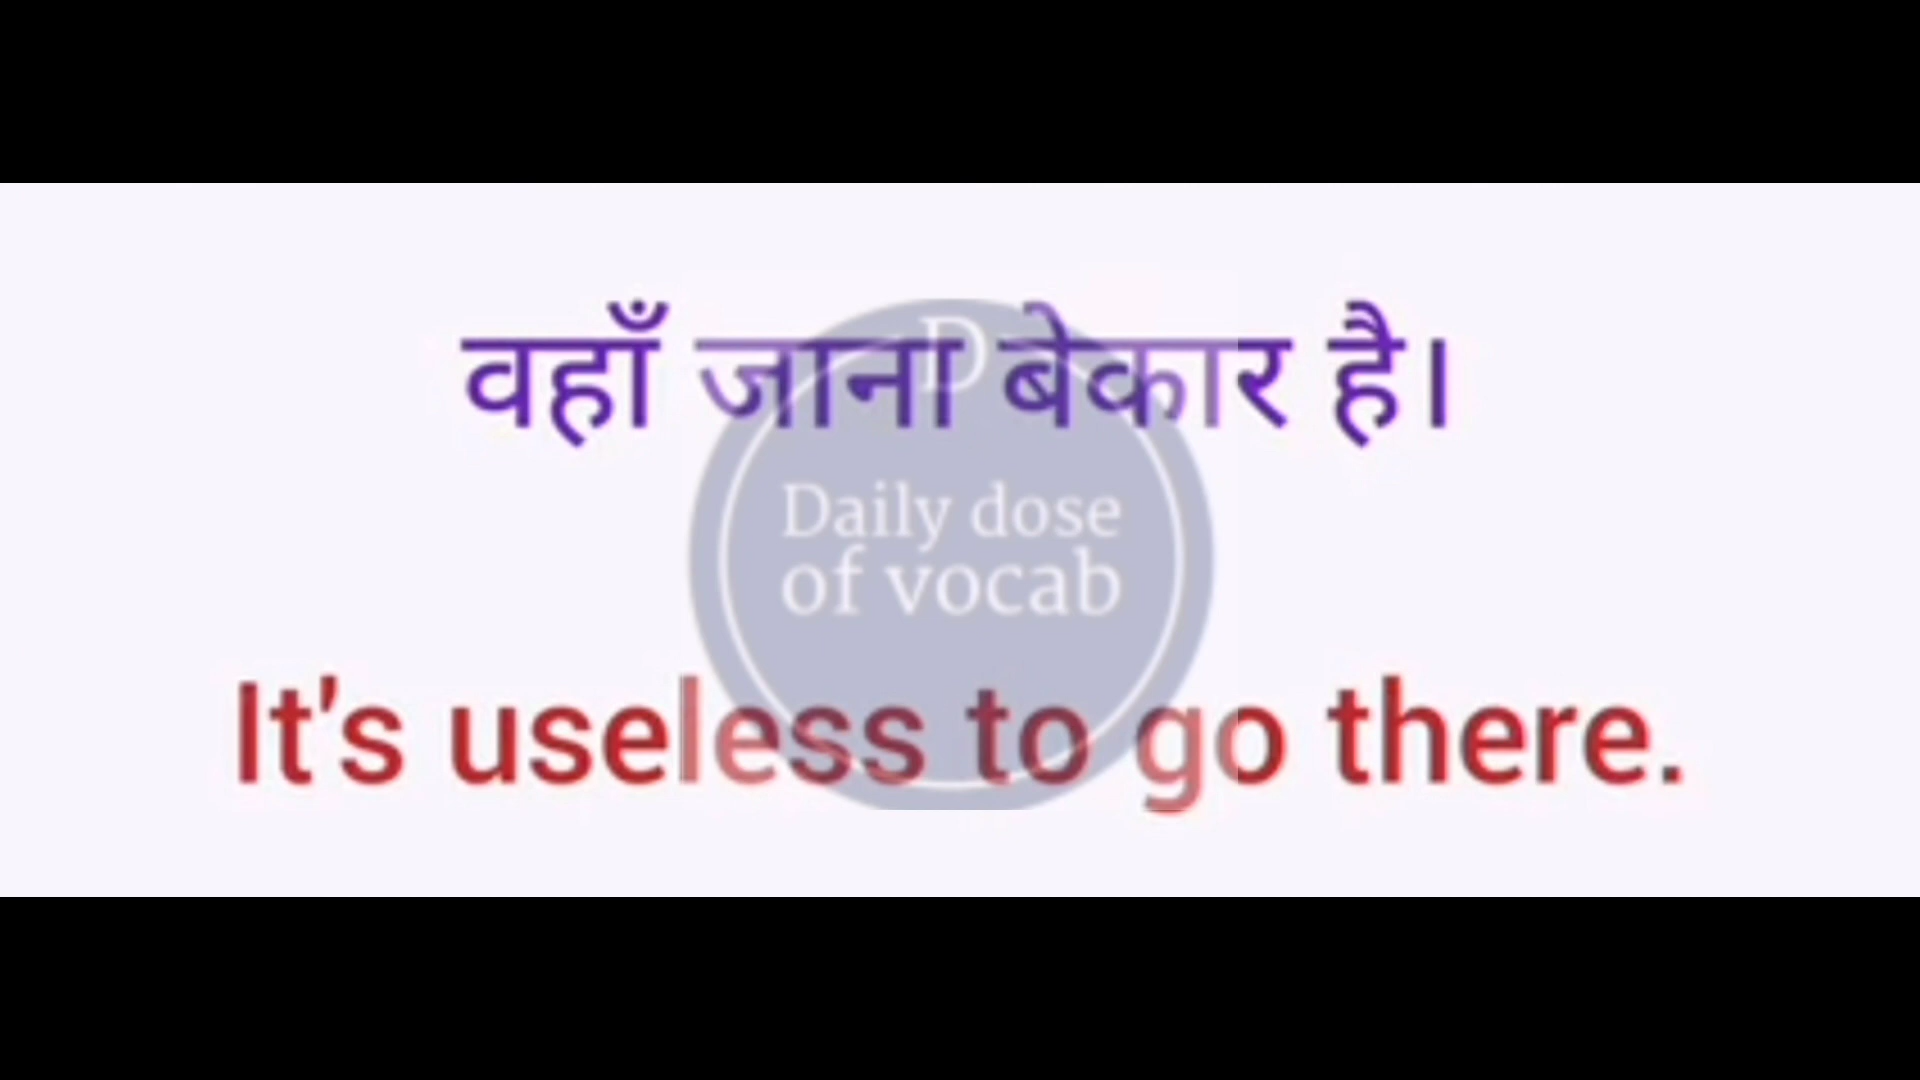 वहाँ जाना बेकार है।
D
Daily dose
of vocab
It's useless to go there.